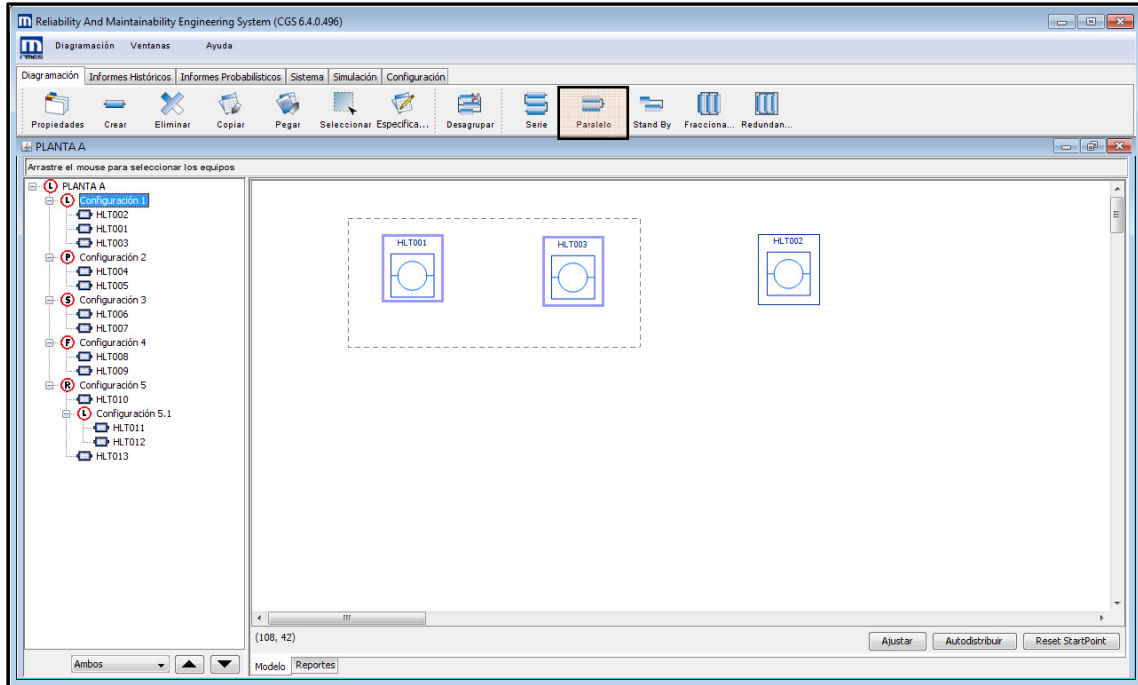 Reliability And Maintainability Engineering System (CGS 6.4.0.496)
Diagramación Ventanas Ayuda
Diagramación Informes Históricos Informes Probabilísticos Sistema Simulación Configuración
Propiedades Crear Eliminar Copiar Pegar Seleccionar Especifica... Desagrupar Serie Paralelo Stand By Fracciona... Redundan...
PLANTA A
Arrastre el mouse para seleccionar los equipos
L PLANTA A
L Configuración 1
HLT002
HLT001
HLT003
P Configuración 2
HLT004
HLT005
S Configuración 3
HLT006
HLT007
F Configuración 4
HLT008
HLT009
R Configuración 5
HLT010
L Configuración 5.1
HLT011
HLT012
HLT013
HLT001 HLT003 HLT002
(108, 42)
Ajustar Autodistribuir Reset StartPoint
Ambos
Modelo Reportes